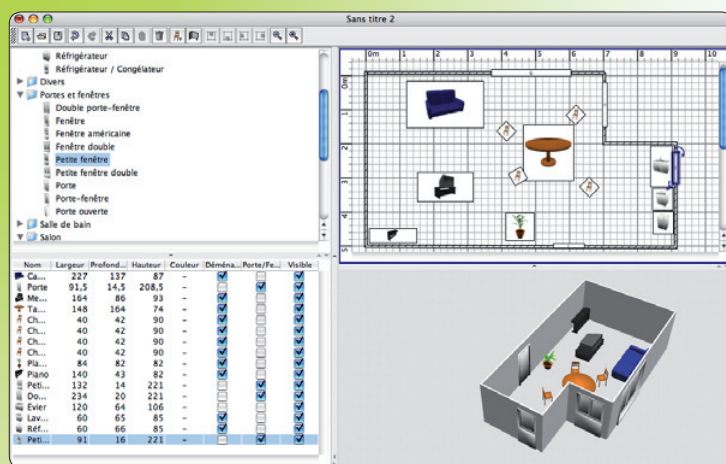 Sans titre 2
Réfrigérateur
Réfrigérateur / Congélateur
Divers
Portes et fenêtres
Double porte-fenêtre
Fenêtre
Fenêtre américaine
Fenêtre double
Petite fenêtre
Petite fenêtre double
Porte
Porte-fenêtre
Porte ouverte
Salle de bain
Salon
0m 1 2 3 4 5 6 7 8 9 10
0m
1
2
3
4
5
Nom Largeur Profond... Hauteur Couleur Déména... Porte/Fe... Visible
Ca... 227 137 87 –
Porte 91,5 14,5 208,5 –
Me... 164 86 93 –
Ta... 148 164 74 –
Ch... 40 42 90 –
Ch... 40 42 90 –
Ch... 40 42 90 –
Ch... 40 42 90 –
Pla... 84 82 82 –
Piano 140 43 82 –
Peti... 132 14 221 –
Do... 234 20 221 –
Evier 120 64 106 –
Lav... 60 65 85 –
Réf... 60 66 85 –
Peti... 91 16 221 –